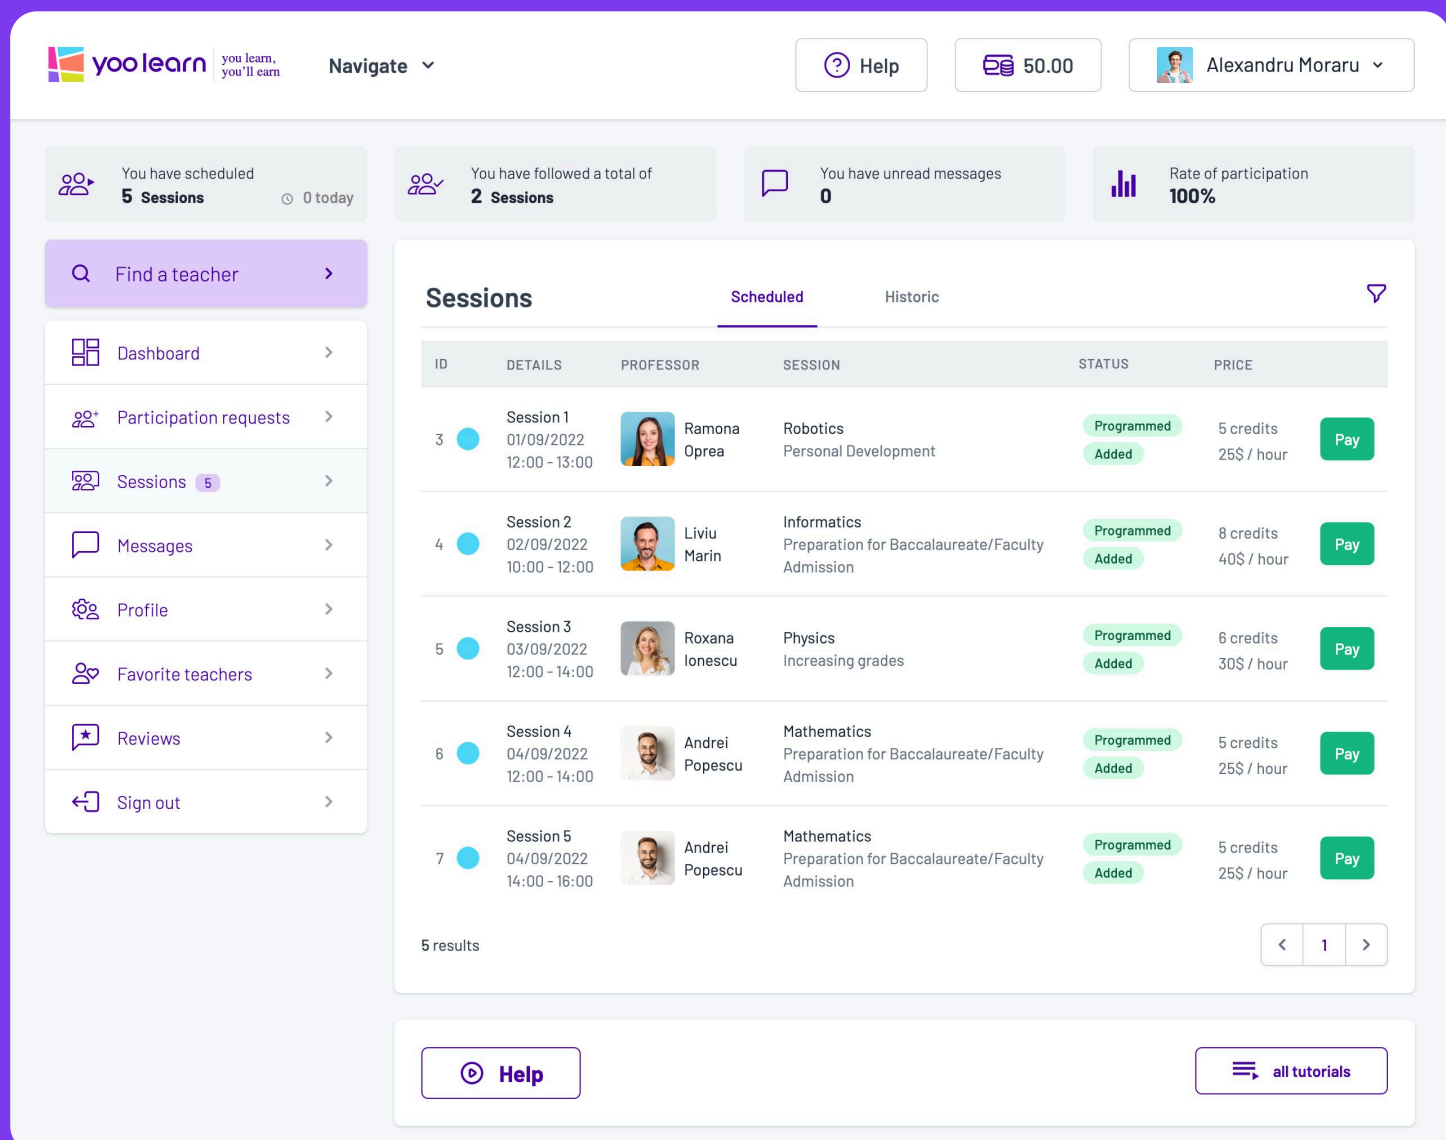 yoo learn
you learn,
you'll earn
Navigate
Help
50.00
Alexandru Moraru
You have scheduled
5 Sessions
0 today
You have followed a total of
2 Sessions
You have unread messages
0
Rate of participation
100%
Find a teacher
Dashboard
Participation requests
Sessions 5
Messages
Profile
Favorite teachers
Reviews
Sign out
Sessions
Scheduled
Historic
ID DETAILS PROFESSOR SESSION STATUS PRICE
3
Session 1
01/09/2022
12:00 - 13:00
Ramona
Oprea
Robotics
Personal Development
Programmed
Added
5 credits
25$ / hour
Pay
4
Session 2
02/09/2022
10:00 - 12:00
Liviu
Marin
Informatics
Preparation for Baccalaureate/Faculty
Admission
Programmed
Added
8 credits
40$ / hour
Pay
5
Session 3
03/09/2022
12:00 - 14:00
Roxana
Ionescu
Physics
Increasing grades
Programmed
Added
6 credits
30$ / hour
Pay
6
Session 4
04/09/2022
12:00 - 14:00
Andrei
Popescu
Mathematics
Preparation for Baccalaureate/Faculty
Admission
Programmed
Added
5 credits
25$ / hour
Pay
7
Session 5
04/09/2022
14:00 - 16:00
Andrei
Popescu
Mathematics
Preparation for Baccalaureate/Faculty
Admission
Programmed
Added
5 credits
25$ / hour
Pay
5 results
1
Help
all tutorials